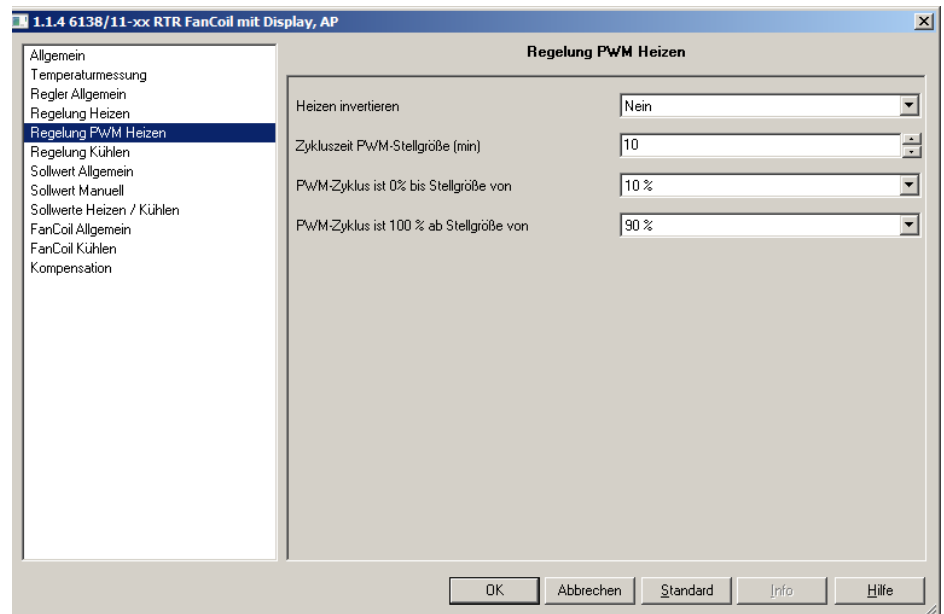 1.1.4 6138/11-xx RTR FanCoil mit Display, AP
Allgemein
Temperaturmessung
Regler Allgemein
Regelung Heizen
Regelung PWM Heizen
Regelung Kühlen
Sollwert Allgemein
Sollwert Manuell
Sollwerte Heizen / Kühlen
FanCoil Allgemein
FanCoil Kühlen
Kompensation
Regelung PWM Heizen
Heizen invertieren Nein
Zykluszeit PWM-Stellgröße (min) 10
PWM-Zyklus ist 0% bis Stellgröße von 10 %
PWM-Zyklus ist 100 % ab Stellgröße von 90 %
OK Abbrechen Standard Info Hilfe